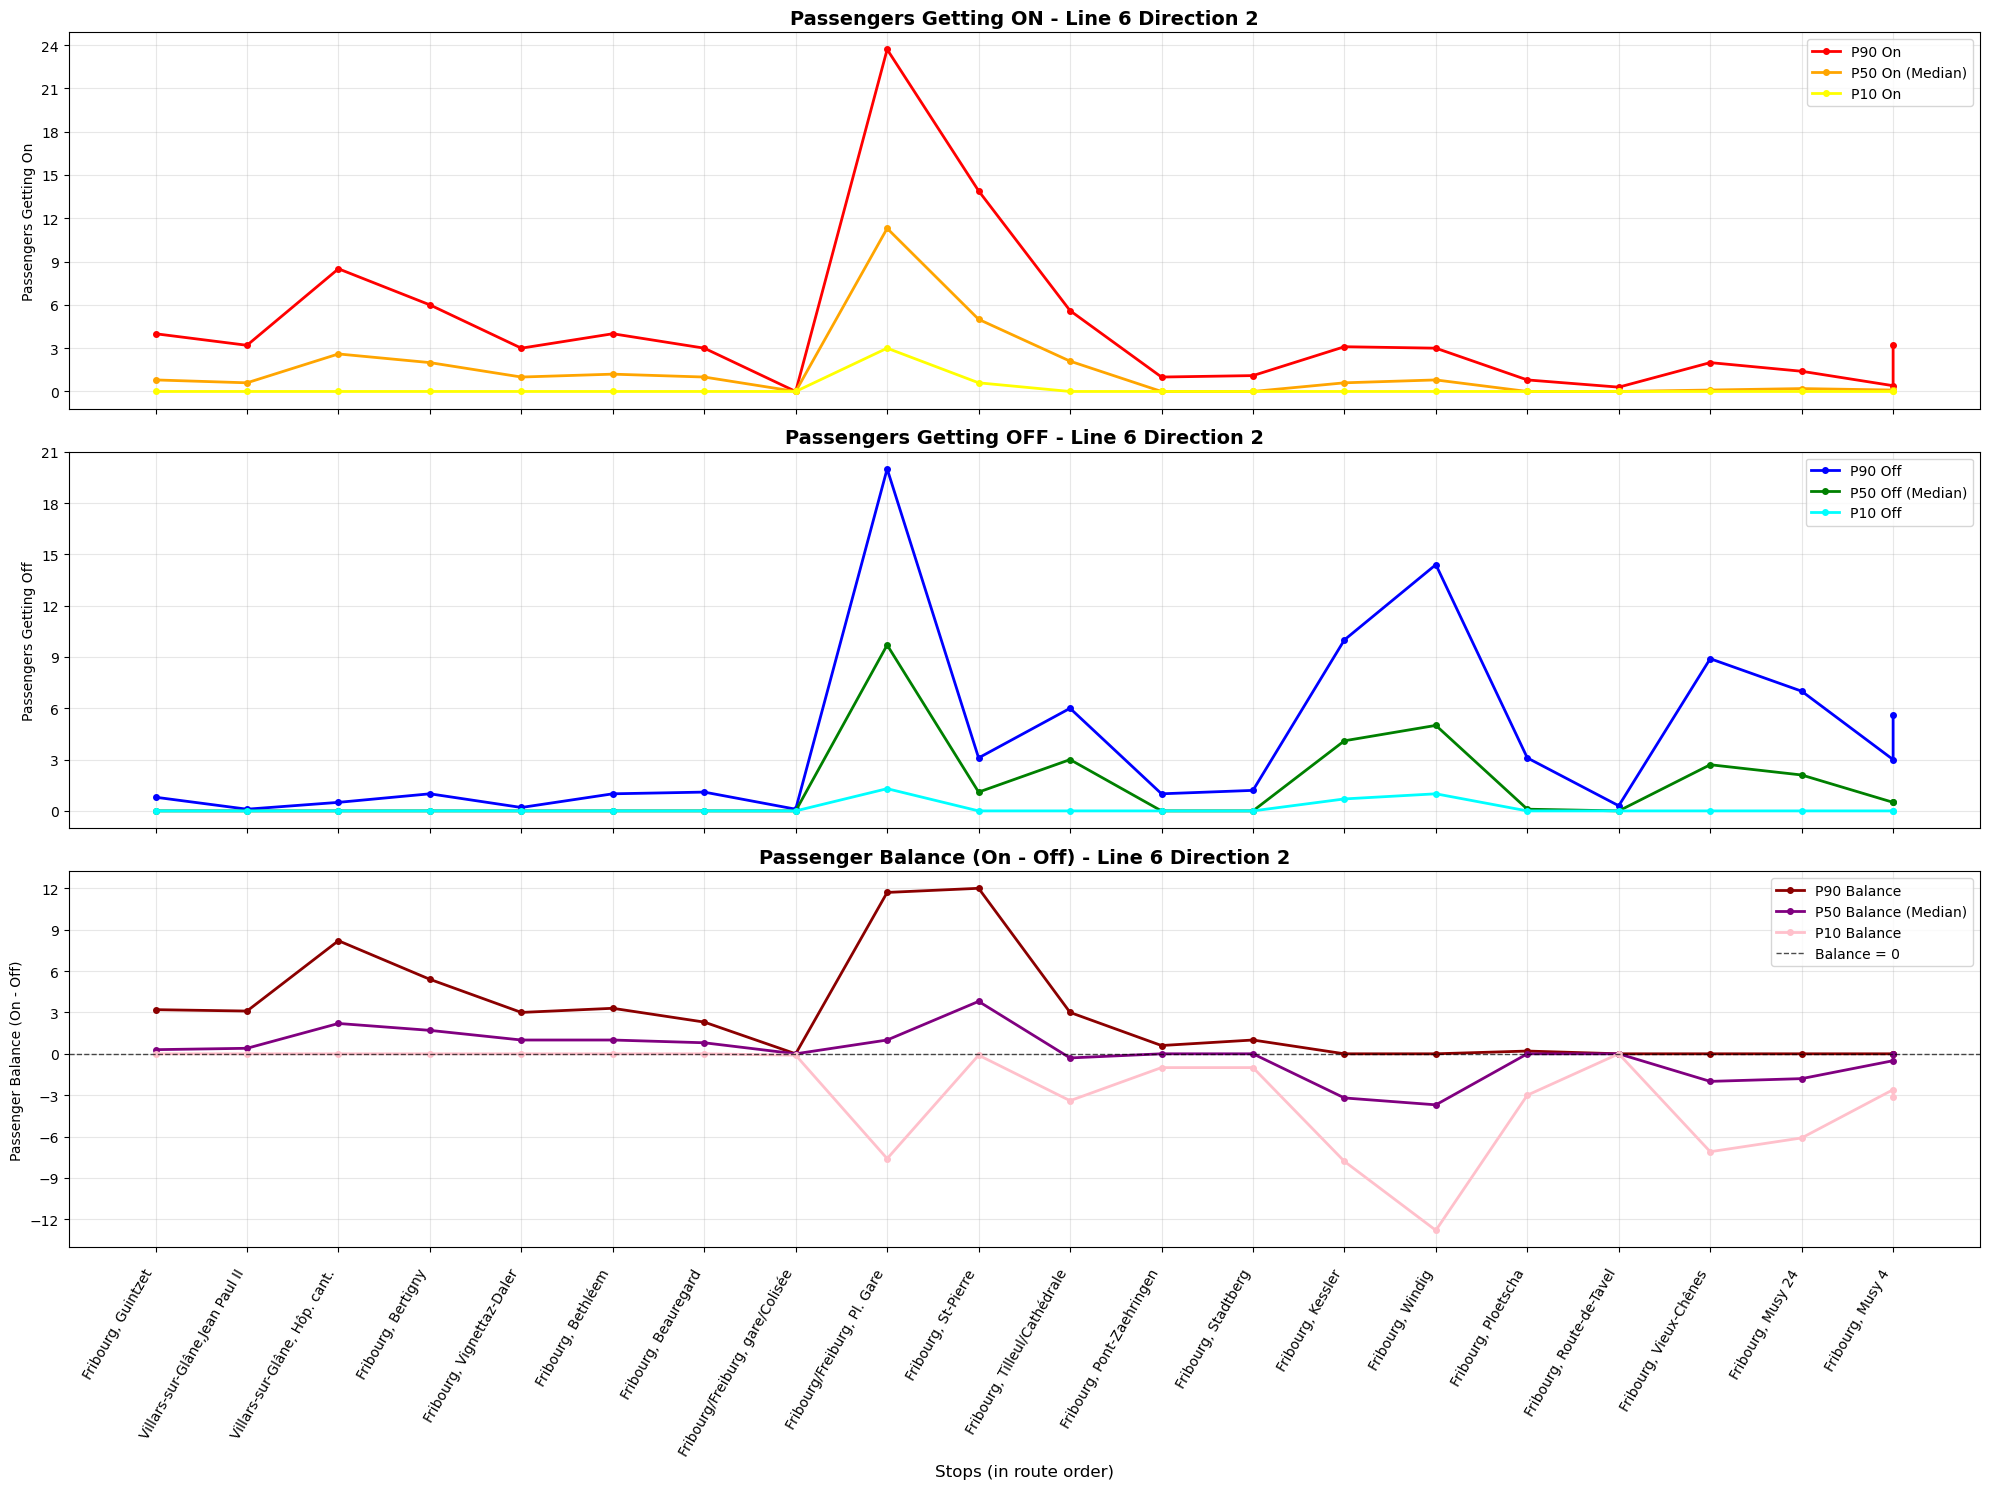 Passengers Getting ON - Line 6 Direction 2
Passengers Getting On
24
21
18
15
12
9
6
3
0
P90 On
P50 On (Median)
P10 On
Passengers Getting OFF - Line 6 Direction 2
Passengers Getting Off
21
18
15
12
9
6
3
0
P90 Off
P50 Off (Median)
P10 Off
Passenger Balance (On - Off) - Line 6 Direction 2
Passenger Balance (On - Off)
12
9
6
3
0
−3
−6
−9
−12
P90 Balance
P50 Balance (Median)
P10 Balance
Balance = 0
Fribourg, Guintzet
Villars-sur-Glâne,Jean Paul II
Villars-sur-Glâne, Hôp. cant.
Fribourg, Bertigny
Fribourg, Vignettaz-Daler
Fribourg, Bethléem
Fribourg, Beauregard
Fribourg/Freiburg, gare/Colisée
Fribourg/Freiburg, Pl. Gare
Fribourg, St-Pierre
Fribourg, Tilleul/Cathédrale
Fribourg, Pont-Zaehringen
Fribourg, Stadtberg
Fribourg, Kessler
Fribourg, Windig
Fribourg, Ploetscha
Fribourg, Route-de-Tavel
Fribourg, Vieux-Chênes
Fribourg, Musy 24
Fribourg, Musy 4
Stops (in route order)